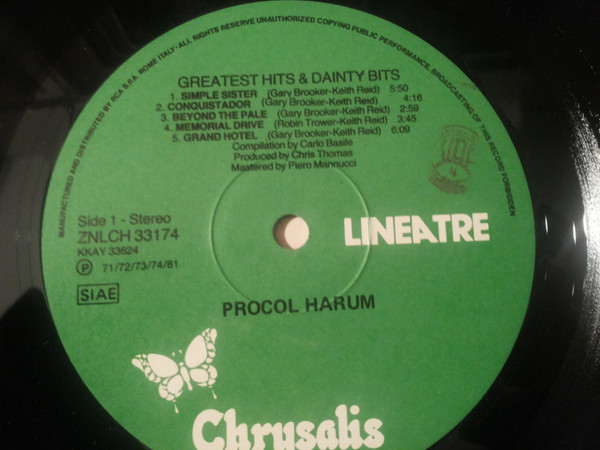 MANUFACTURED AND DISTRIBUTED BY RCA S.P.A. ROME ITALY - ALL RIGHTS RESERVE UNAUTHORIZED COPYING PUBLIC PERFORMANCE, BROADCASTING OF THIS RECORD FORBIDDEN
GREATEST HITS & DAINTY BITS
1. SIMPLE SISTER (Gary Brooker-Keith Reid) 5:50
2. CONQUISTADOR (Gary Brooker-Keith Reid) 4:16
3. BEYOND THE PALE (Gary Brooker-Keith Reid) 2:59
4. MEMORIAL DRIVE (Robin Trower-Keith Reid) 3:45
5. GRAND HOTEL (Gary Brooker-Keith Reid) 6:09
Compilation by Carlo Basile
Produced by Chris Thomas
Mastered by Piero Mannucci
Side 1 - Stereo
ZNLCH 33174
KKAY 33624
Ⓟ 71/72/73/74/81
SIAE
LINEATRE
PROCOL HARUM
Chrysalis